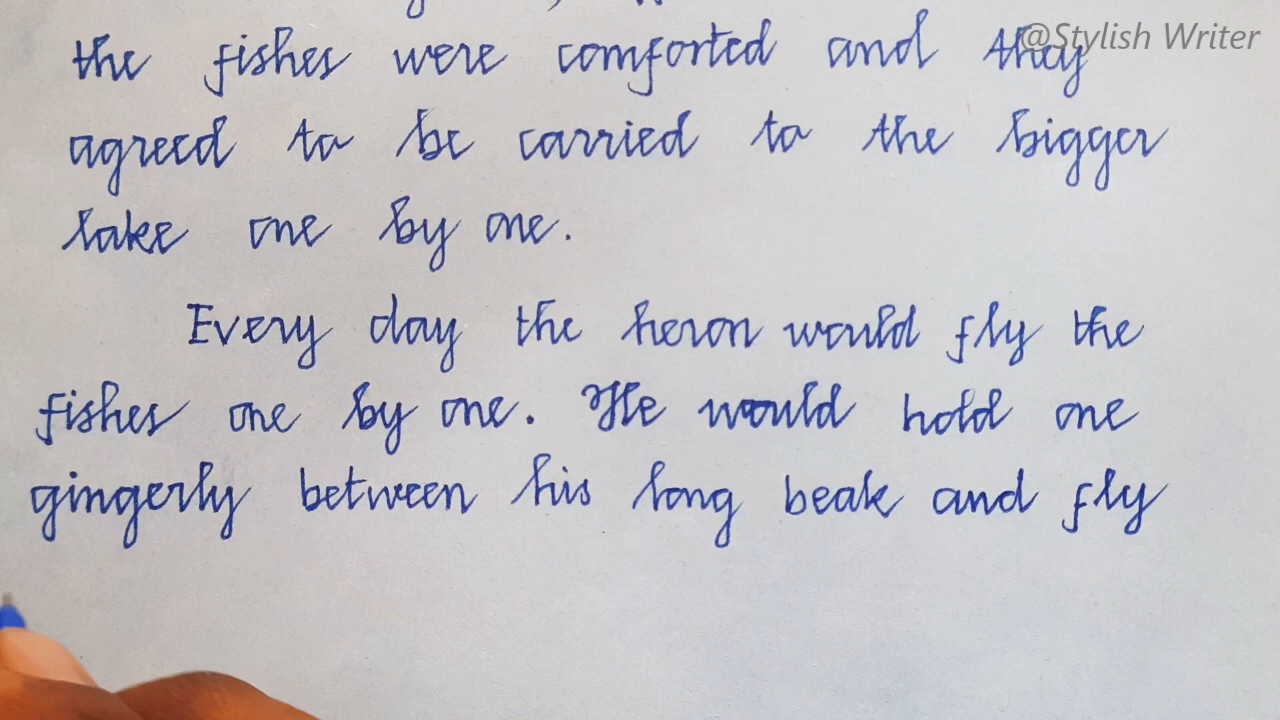 @Stylish Writer
the fishes were comforted and they
agreed to be carried to the bigger
lake one by one.
Every day the heron would fly the
fishes one by one. He would hold one
gingerly between his long beak and fly